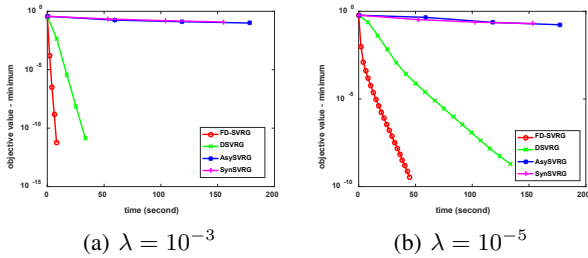 10^0
10^-5
10^-10
10^-15
objective value - minimum
0
50
100
150
200
time (second)
FD-SVRG
DSVRG
AsySVRG
SynSVRG
(a) λ = 10^-3
10^0
10^-5
10^-10
objective value - minimum
0
50
100
150
200
time (second)
FD-SVRG
DSVRG
AsySVRG
SynSVRG
(b) λ = 10^-5